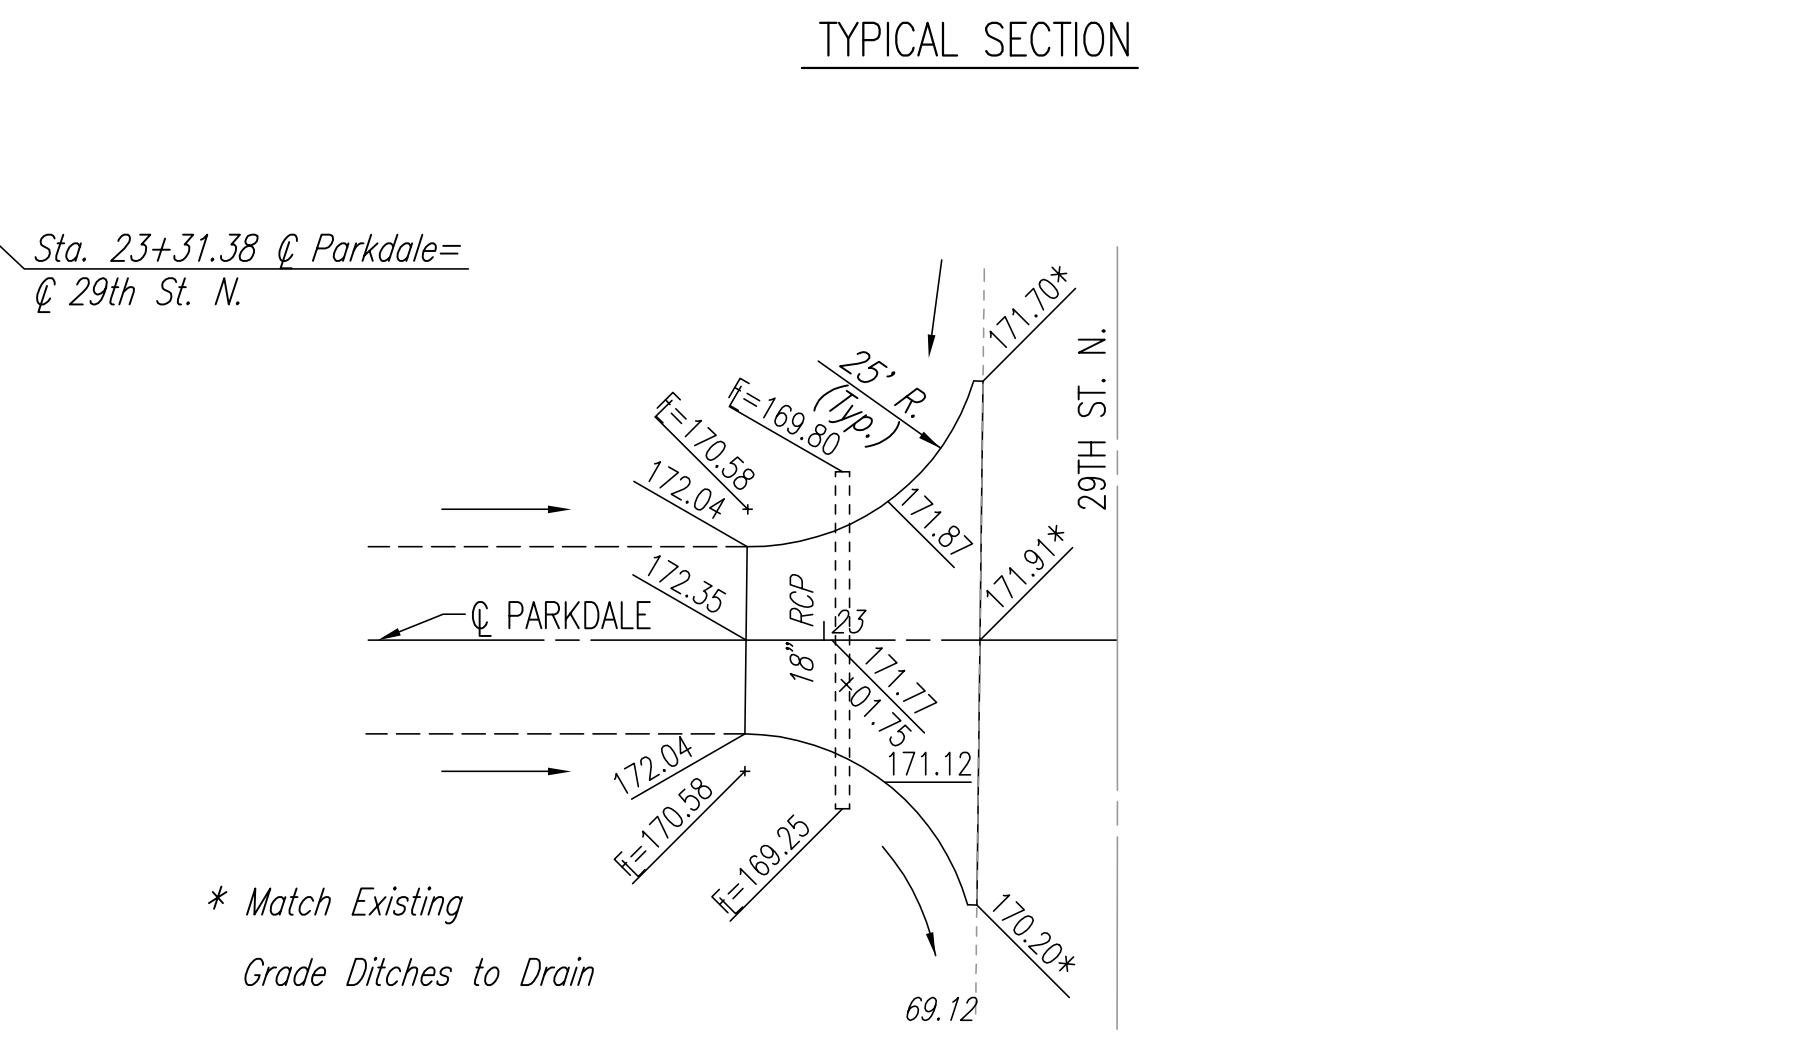 TYPICAL SECTION
Sta. 23+31.38 ℄ Parkdale=
℄ 29th St. N.
171.70*
29TH ST. N.
25' R.
(Typ.)
℄=169.80
℄=170.58
172.04
171.87
171.91*
172.35
℄ PARKDALE
18" RCP
23
171.77
+01.75
171.12
172.04
℄=170.58
℄=169.25
170.20*
* Match Existing
Grade Ditches to Drain
69.12